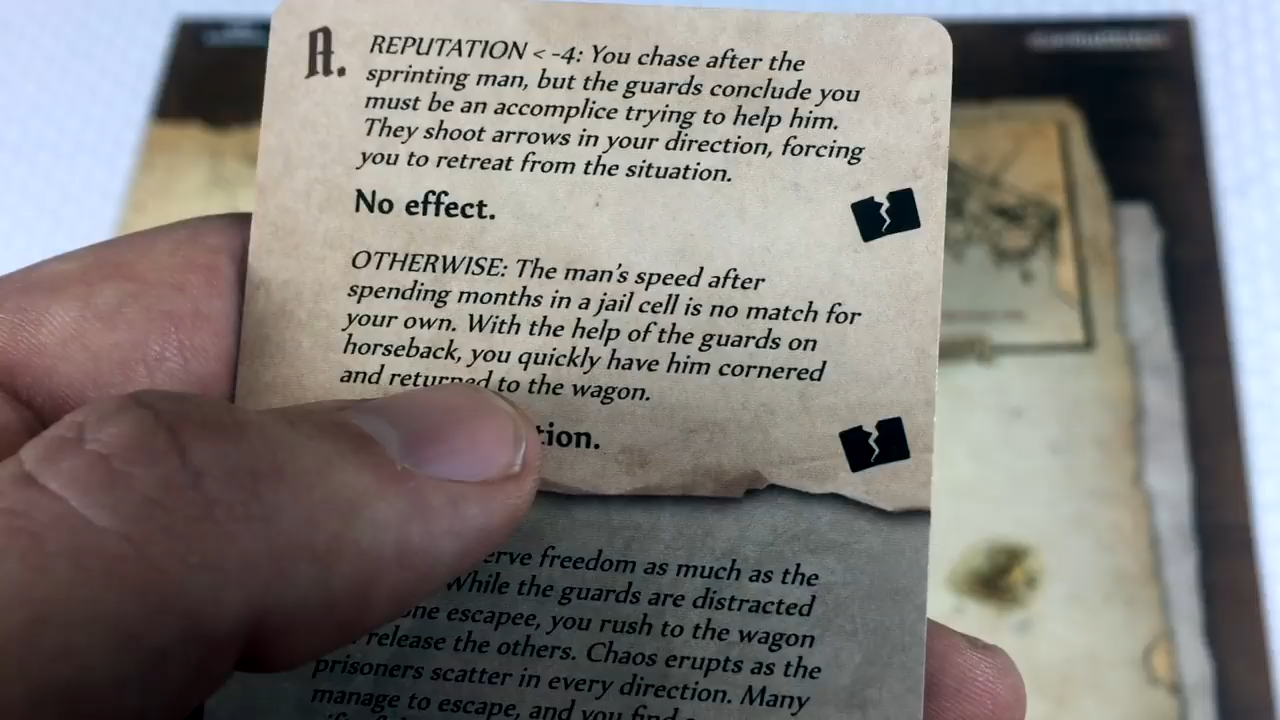 A. REPUTATION < -4: You chase after the
sprinting man, but the guards conclude you
must be an accomplice trying to help him.
They shoot arrows in your direction, forcing
you to retreat from the situation.
No effect.
OTHERWISE: The man's speed after
spending months in a jail cell is no match for
your own. With the help of the guards on
horseback, you quickly have him cornered
and returned to the wagon.
freedom as much as the
While the guards are distracted
escapee, you rush to the wagon
release the others. Chaos erupts as the
prisoners scatter in every direction. Many
manage to escape, and you find